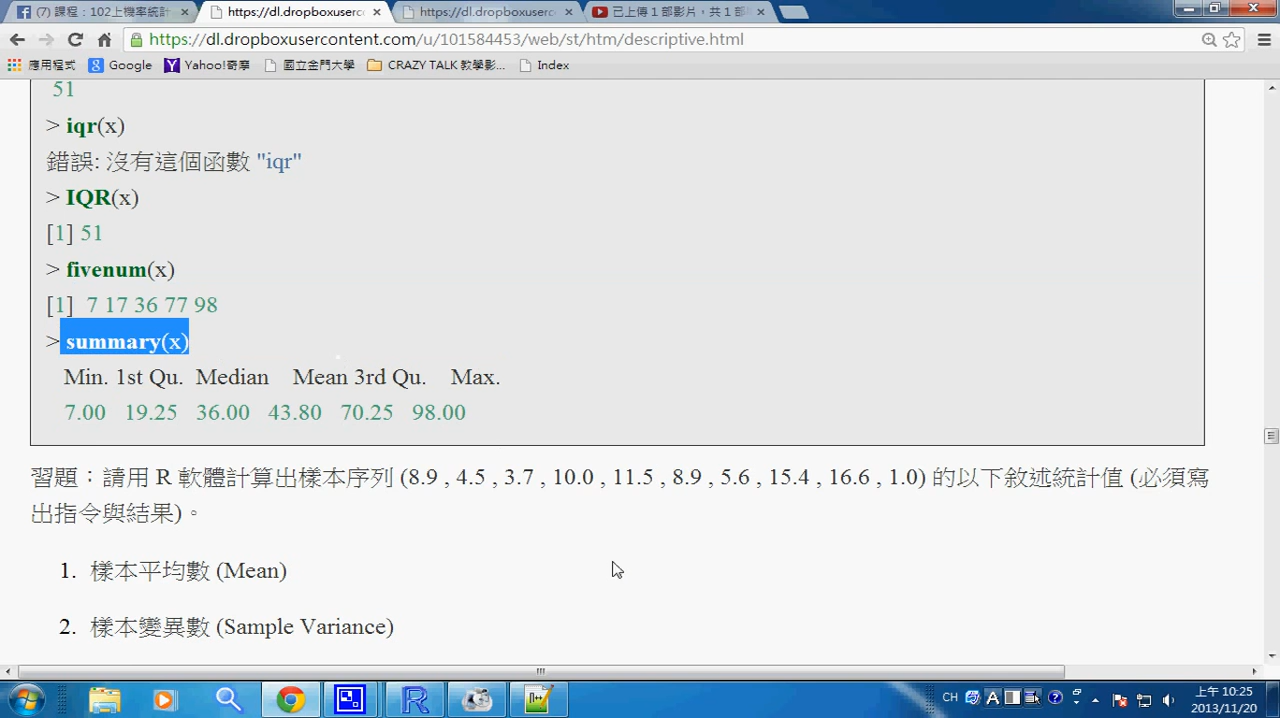 (7) 課程：102上機率統計
https://dl.dropboxuserc
https://dl.dropboxuserco
已上傳 1 部影片，共 1 部
https://dl.dropboxusercontent.com/u/101584453/web/st/htm/descriptive.html
應用程式 Google Yahoo!奇摩 國立金門大學 CRAZY TALK 教學影... Index
51
> iqr(x)
錯誤: 沒有這個函數 "iqr"
> IQR(x)
[1] 51
> fivenum(x)
[1] 7 17 36 77 98
> summary(x)
Min. 1st Qu. Median Mean 3rd Qu. Max.
7.00 19.25 36.00 43.80 70.25 98.00
習題：請用 R 軟體計算出樣本序列 (8.9 , 4.5 , 3.7 , 10.0 , 11.5 , 8.9 , 5.6 , 15.4 , 16.6 , 1.0) 的以下敘述統計值 (必須寫
出指令與結果)。
1. 樣本平均數 (Mean)
2. 樣本變異數 (Sample Variance)
CH
上午 10:25
2013/11/20